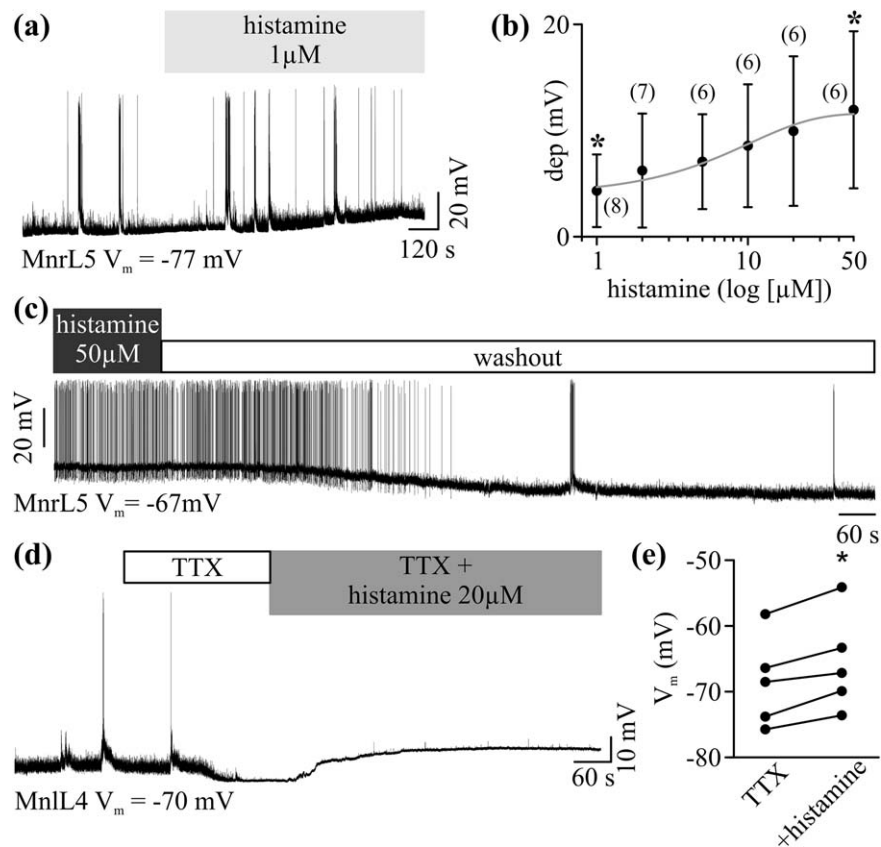 (a)
histamine
1µM
20 mV
120 s
MnrL5 Vm = -77 mV
(b)
20
dep (mV)
0
*
(8)
(7)
(6)
(6)
(6)
(6)
*
1
10
50
histamine (log [µM])
(c)
histamine
50µM
washout
20 mV
MnrL5 Vm= -67mV
60 s
(d)
TTX
TTX +
histamine 20µM
10 mV
60 s
MnlL4 Vm = -70 mV
(e)
-50
*
-60
-70
-80
Vm (mV)
TTX
+histamine